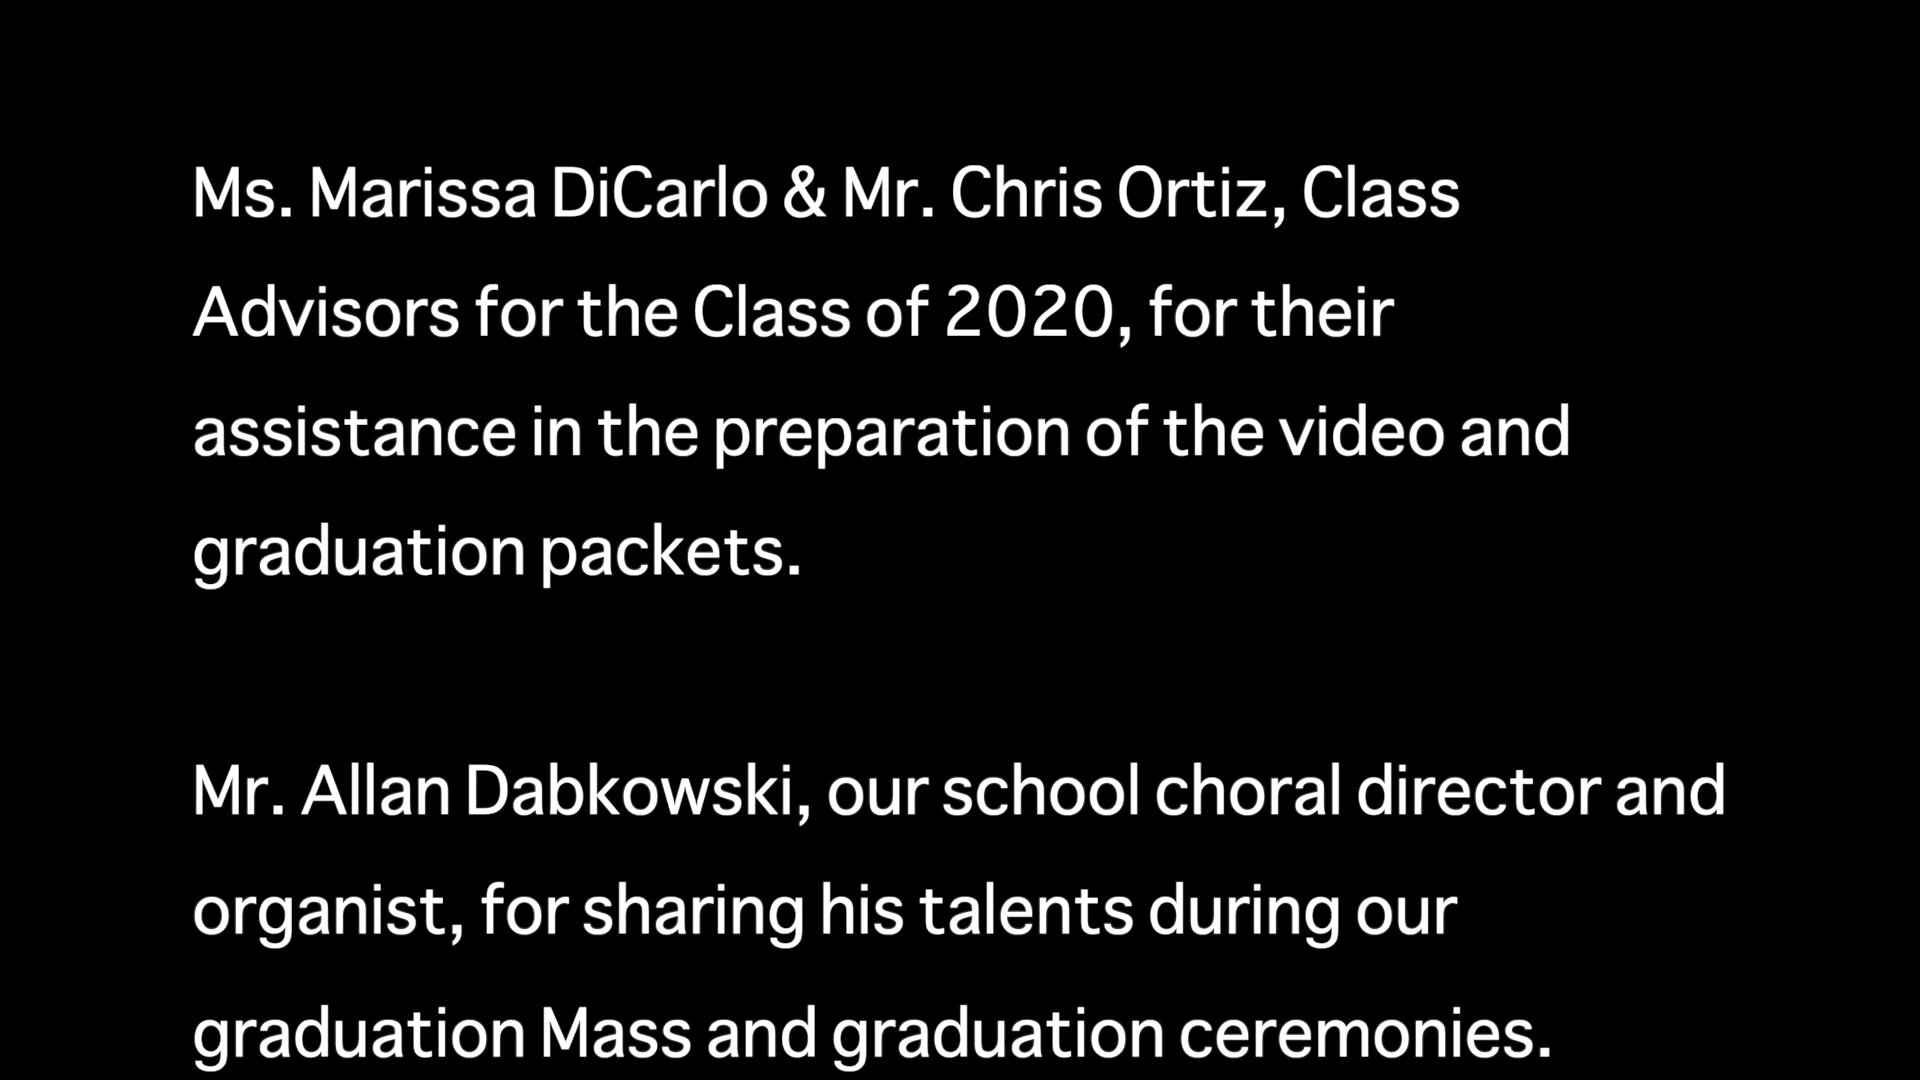 Ms. Marissa DiCarlo & Mr. Chris Ortiz, Class
Advisors for the Class of 2020, for their
assistance in the preparation of the video and
graduation packets.
Mr. Allan Dabkowski, our school choral director and
organist, for sharing his talents during our
graduation Mass and graduation ceremonies.